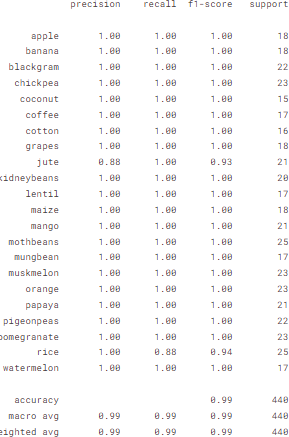 precision recall f1-score support
apple 1.00 1.00 1.00 18
banana 1.00 1.00 1.00 18
blackgram 1.00 1.00 1.00 22
chickpea 1.00 1.00 1.00 23
coconut 1.00 1.00 1.00 15
coffee 1.00 1.00 1.00 17
cotton 1.00 1.00 1.00 16
grapes 1.00 1.00 1.00 18
jute 0.88 1.00 0.93 21
kidneybeans 1.00 1.00 1.00 20
lentil 1.00 1.00 1.00 17
maize 1.00 1.00 1.00 18
mango 1.00 1.00 1.00 21
mothbeans 1.00 1.00 1.00 25
mungbean 1.00 1.00 1.00 17
muskmelon 1.00 1.00 1.00 23
orange 1.00 1.00 1.00 23
papaya 1.00 1.00 1.00 21
pigeonpeas 1.00 1.00 1.00 22
pomegranate 1.00 1.00 1.00 23
rice 1.00 0.88 0.94 25
watermelon 1.00 1.00 1.00 17
accuracy 0.99 440
macro avg 0.99 0.99 0.99 440
eighted avg 0.99 0.99 0.99 440